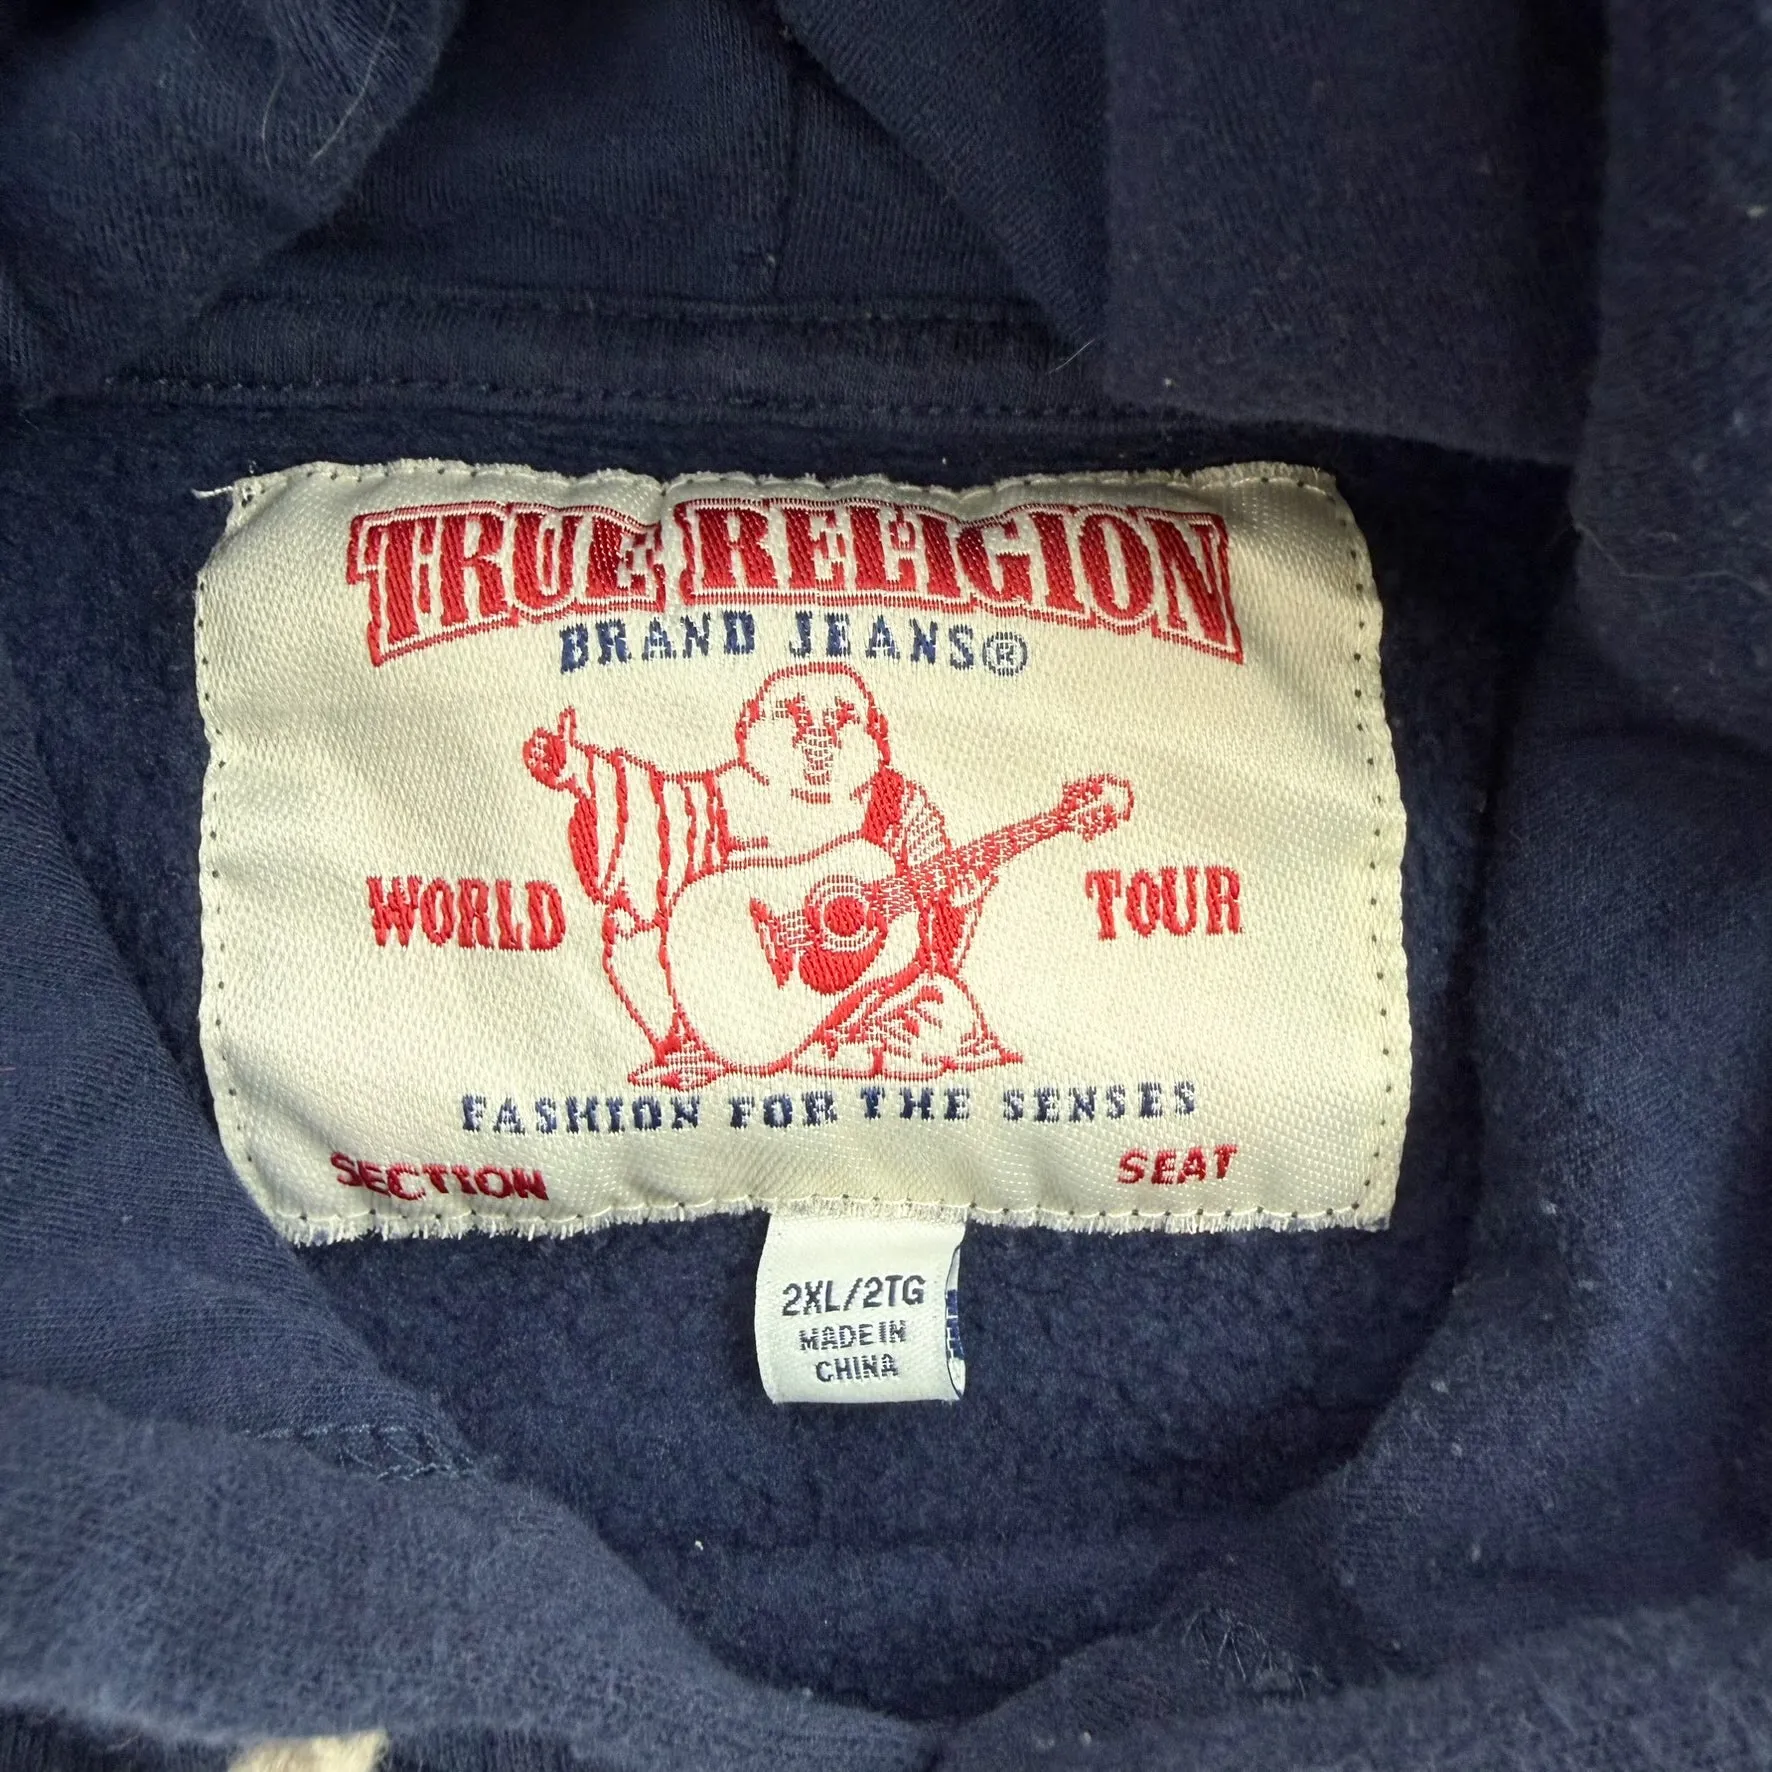 TRUE RELIGION
BRAND JEANS®
WORLD TOUR
FASHION FOR THE SENSES
SECTION SEAT
2XL/2TG
MADE IN
CHINA